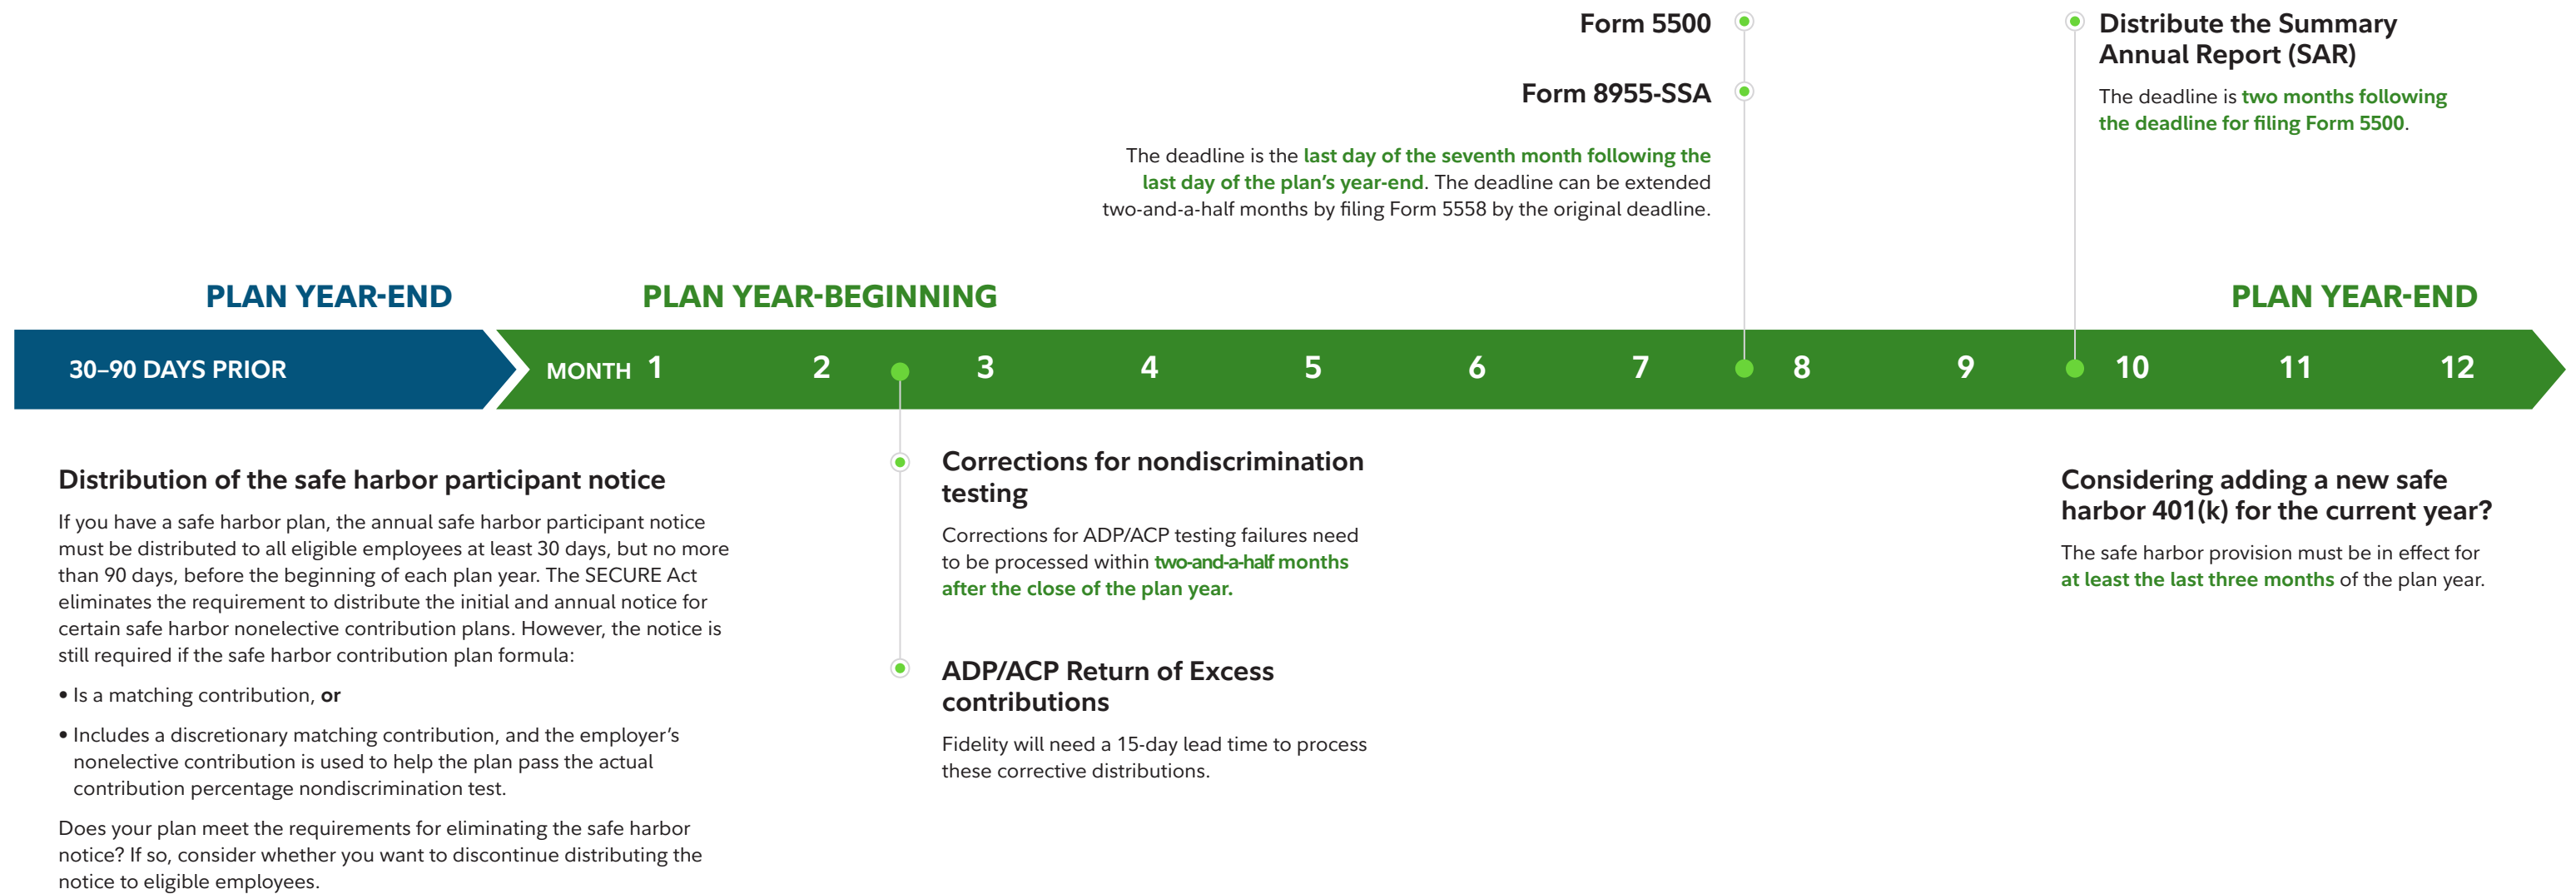 Form 5500
Form 8955-SSA
The deadline is the last day of the seventh month following the
last day of the plan’s year-end. The deadline can be extended
two-and-a-half months by filing Form 5558 by the original deadline.
Distribute the Summary
Annual Report (SAR)
The deadline is two months following
the deadline for filing Form 5500.
PLAN YEAR-END
PLAN YEAR-BEGINNING
PLAN YEAR-END
30–90 DAYS PRIOR
MONTH 1 2 3 4 5 6 7 8 9 10 11 12
Distribution of the safe harbor participant notice
If you have a safe harbor plan, the annual safe harbor participant notice
must be distributed to all eligible employees at least 30 days, but no more
than 90 days, before the beginning of each plan year. The SECURE Act
eliminates the requirement to distribute the initial and annual notice for
certain safe harbor nonelective contribution plans. However, the notice is
still required if the safe harbor contribution plan formula:
• Is a matching contribution, or
• Includes a discretionary matching contribution, and the employer’s
nonelective contribution is used to help the plan pass the actual
contribution percentage nondiscrimination test.
Does your plan meet the requirements for eliminating the safe harbor
notice? If so, consider whether you want to discontinue distributing the
notice to eligible employees.
Corrections for nondiscrimination
testing
Corrections for ADP/ACP testing failures need
to be processed within two-and-a-half months
after the close of the plan year.
ADP/ACP Return of Excess
contributions
Fidelity will need a 15-day lead time to process
these corrective distributions.
Considering adding a new safe
harbor 401(k) for the current year?
The safe harbor provision must be in effect for
at least the last three months of the plan year.